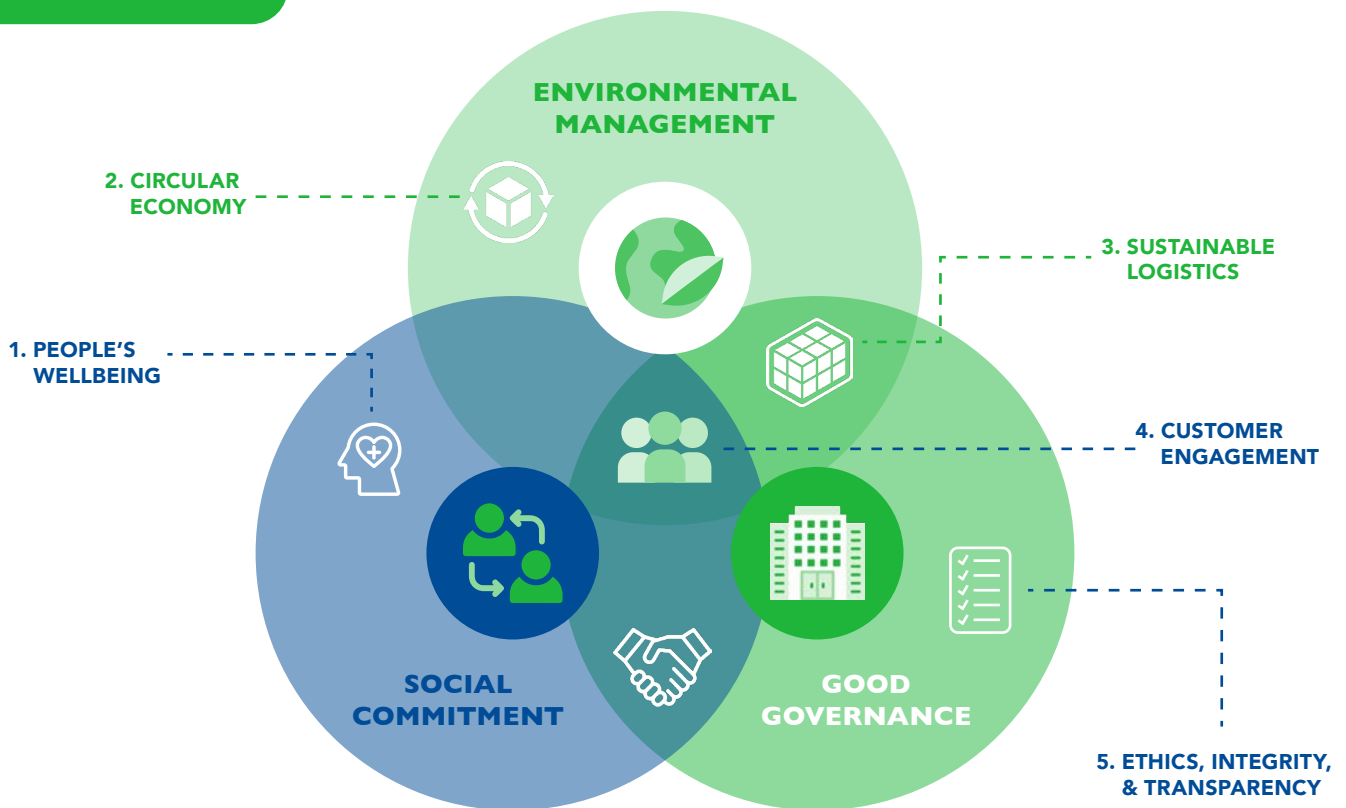 ENVIRONMENTAL
MANAGEMENT
2. CIRCULAR
ECONOMY
3. SUSTAINABLE
LOGISTICS
1. PEOPLE'S
WELLBEING
4. CUSTOMER
ENGAGEMENT
SOCIAL
COMMITMENT
GOOD
GOVERNANCE
5. ETHICS, INTEGRITY,
& TRANSPARENCY